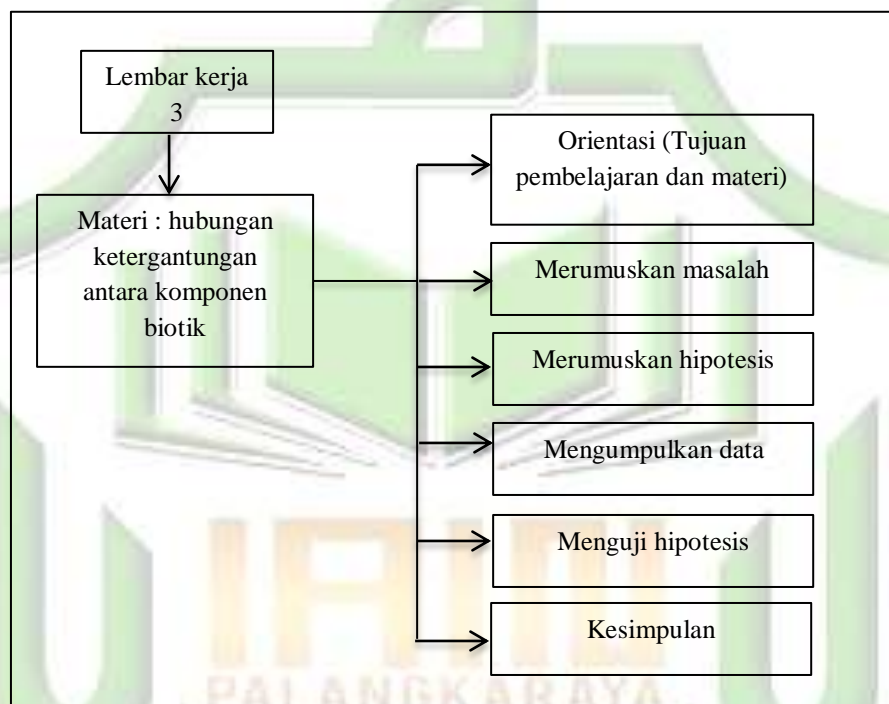 Lembar kerja
3
Materi : hubungan
ketergantungan
antara komponen
biotik
Orientasi (Tujuan
pembelajaran dan materi)
Merumuskan masalah
Merumuskan hipotesis
Mengumpulkan data
Menguji hipotesis
Kesimpulan
IAIN
PALANGKARAYA